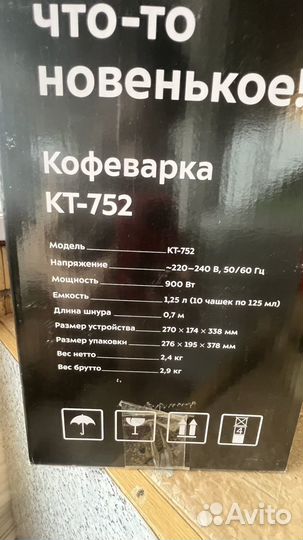 что-то
новенькое!
Кофеварка
КТ-752
Модель КТ-752
Напряжение ~220-240 В, 50/60 Гц
Мощность 900 Вт
Емкость 1,25 л (10 чашек по 125 мл)
Длина шнура 0,7 м
Размер устройства 270 × 174 × 338 мм
Размер упаковки 276 × 195 × 378 мм
Вес нетто 2,4 кг
Вес брутто 2,9 кг
4
Avito